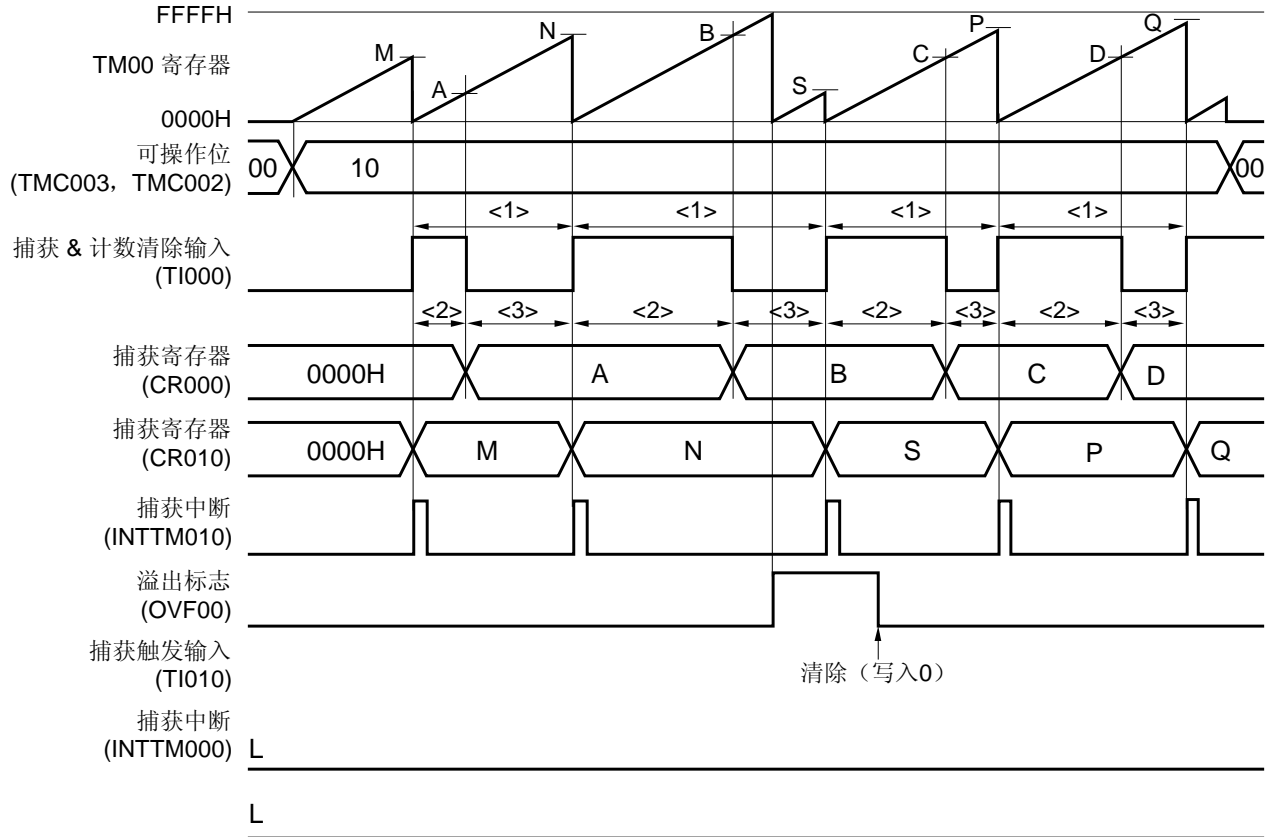 FFFFH
M
N
B
P
Q
TM00 寄存器
A
S
C
D
0000H
可操作位
(TMC003，TMC002)
00
10
00
<1>
<1>
<1>
<1>
捕获 & 计数清除输入
(TI000)
<2>
<3>
<2>
<3>
<2>
<3>
<2>
<3>
捕获寄存器
(CR000)
0000H
A
B
C
D
捕获寄存器
(CR010)
0000H
M
N
S
P
Q
捕获中断
(INTTM010)
溢出标志
(OVF00)
捕获触发输入
(TI010)
清除（写入0）
捕获中断
(INTTM000)
L
L